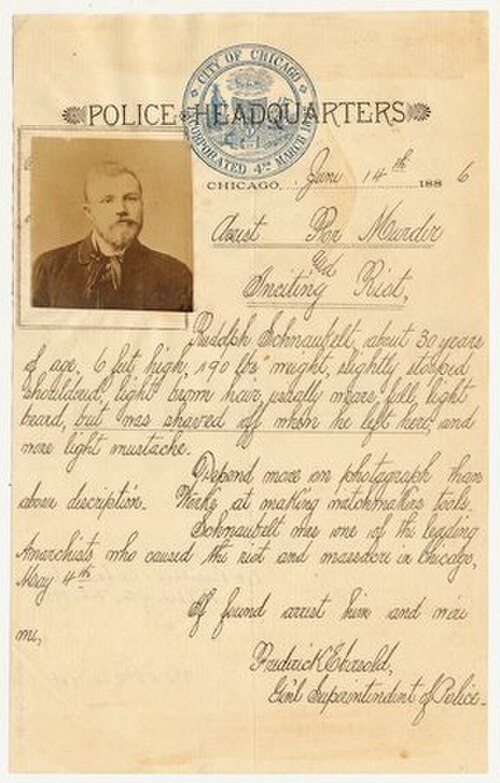 CITY OF CHICAGO
INCORPORATED 4TH MARCH 18
POLICE HEADQUARTERS
CHICAGO, June 14th 1886
Arrest For Murder
And
Inciting Riot,
Rudolph Schnaubelt, about 30 years
of age, 6 feet high, 190 lbs weight, slightly stooped
shouldred, light brown hair, usually wears full, light
beard, but was shaved off when he left here, and
wore light mustache.
Depend more on photograph than
above discription. Works at making watchmakers tools.
Schnaubelt was one of the leading
Anarchists who caused the riot and massacre in Chicago,
May 4th
If found arrest him and wire
me,
Frederick Ebersold,
Gen'l Superintendent of Police.